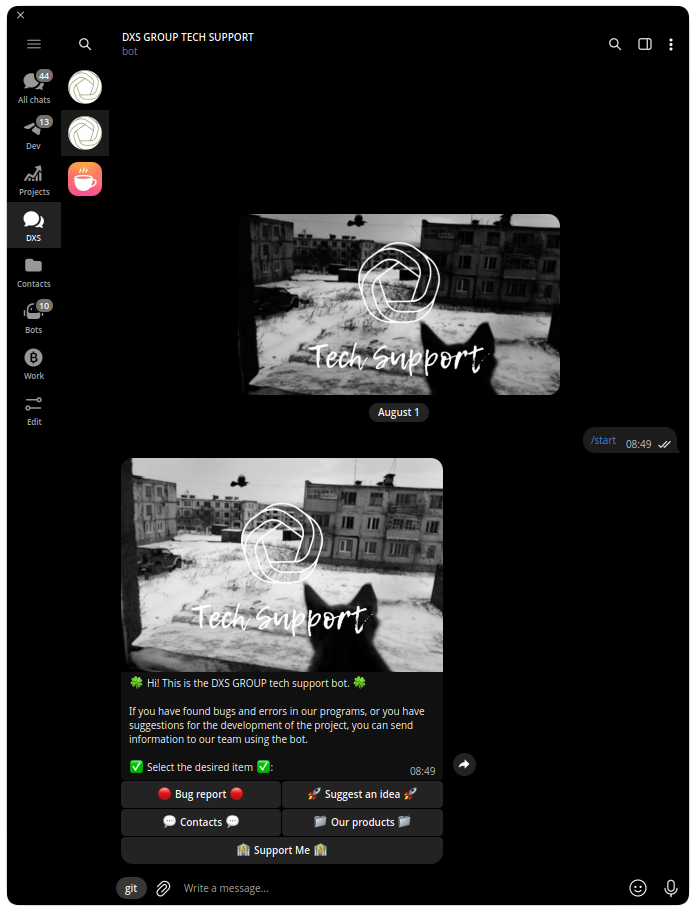 DXS GROUP TECH SUPPORT
bot
44
All chats
13
Dev
Projects
DXS
Contacts
10
Bots
Work
Edit
Tech Support
August 1
/start 08:49
Tech Support
🍀 Hi! This is the DXS GROUP tech support bot. 🍀
If you have found bugs and errors in our programs, or you have
suggestions for the development of the project, you can send
information to our team using the bot.
✅ Select the desired item ✅:
08:49
🔴 Bug report 🔴
🚀 Suggest an idea 🚀
💬 Contacts 💬
📁 Our products 📁
🏦 Support Me 🏦
git
Write a message...